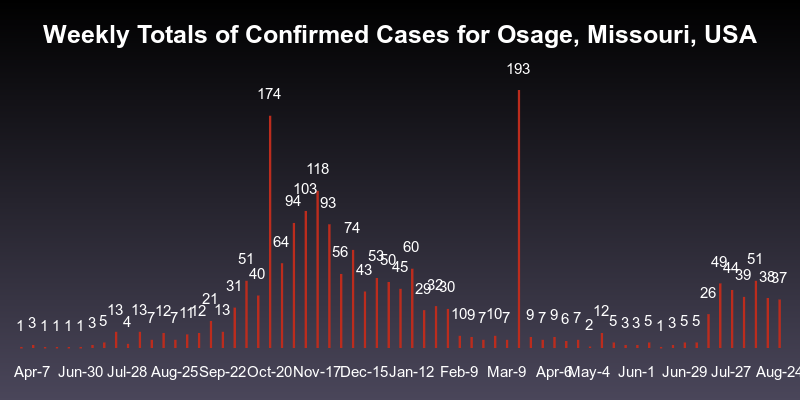 Weekly Totals of Confirmed Cases for Osage, Missouri, USA
1 3 1 1 1 1 3 5 13 4 13 7 12 7 11 12 21 13 31 51 40 174 64 94 103 118 93 56 74 43 53 50 45 60 29 32 30 10 9 7 10 7 193 9 7 9 6 7 2 12 5 3 3 5 1 3 5 5 26 49 44 39 51 38 37
Apr-7 Jun-30 Jul-28 Aug-25 Sep-22 Oct-20 Nov-17 Dec-15 Jan-12 Feb-9 Mar-9 Apr-6 May-4 Jun-1 Jun-29 Jul-27 Aug-24